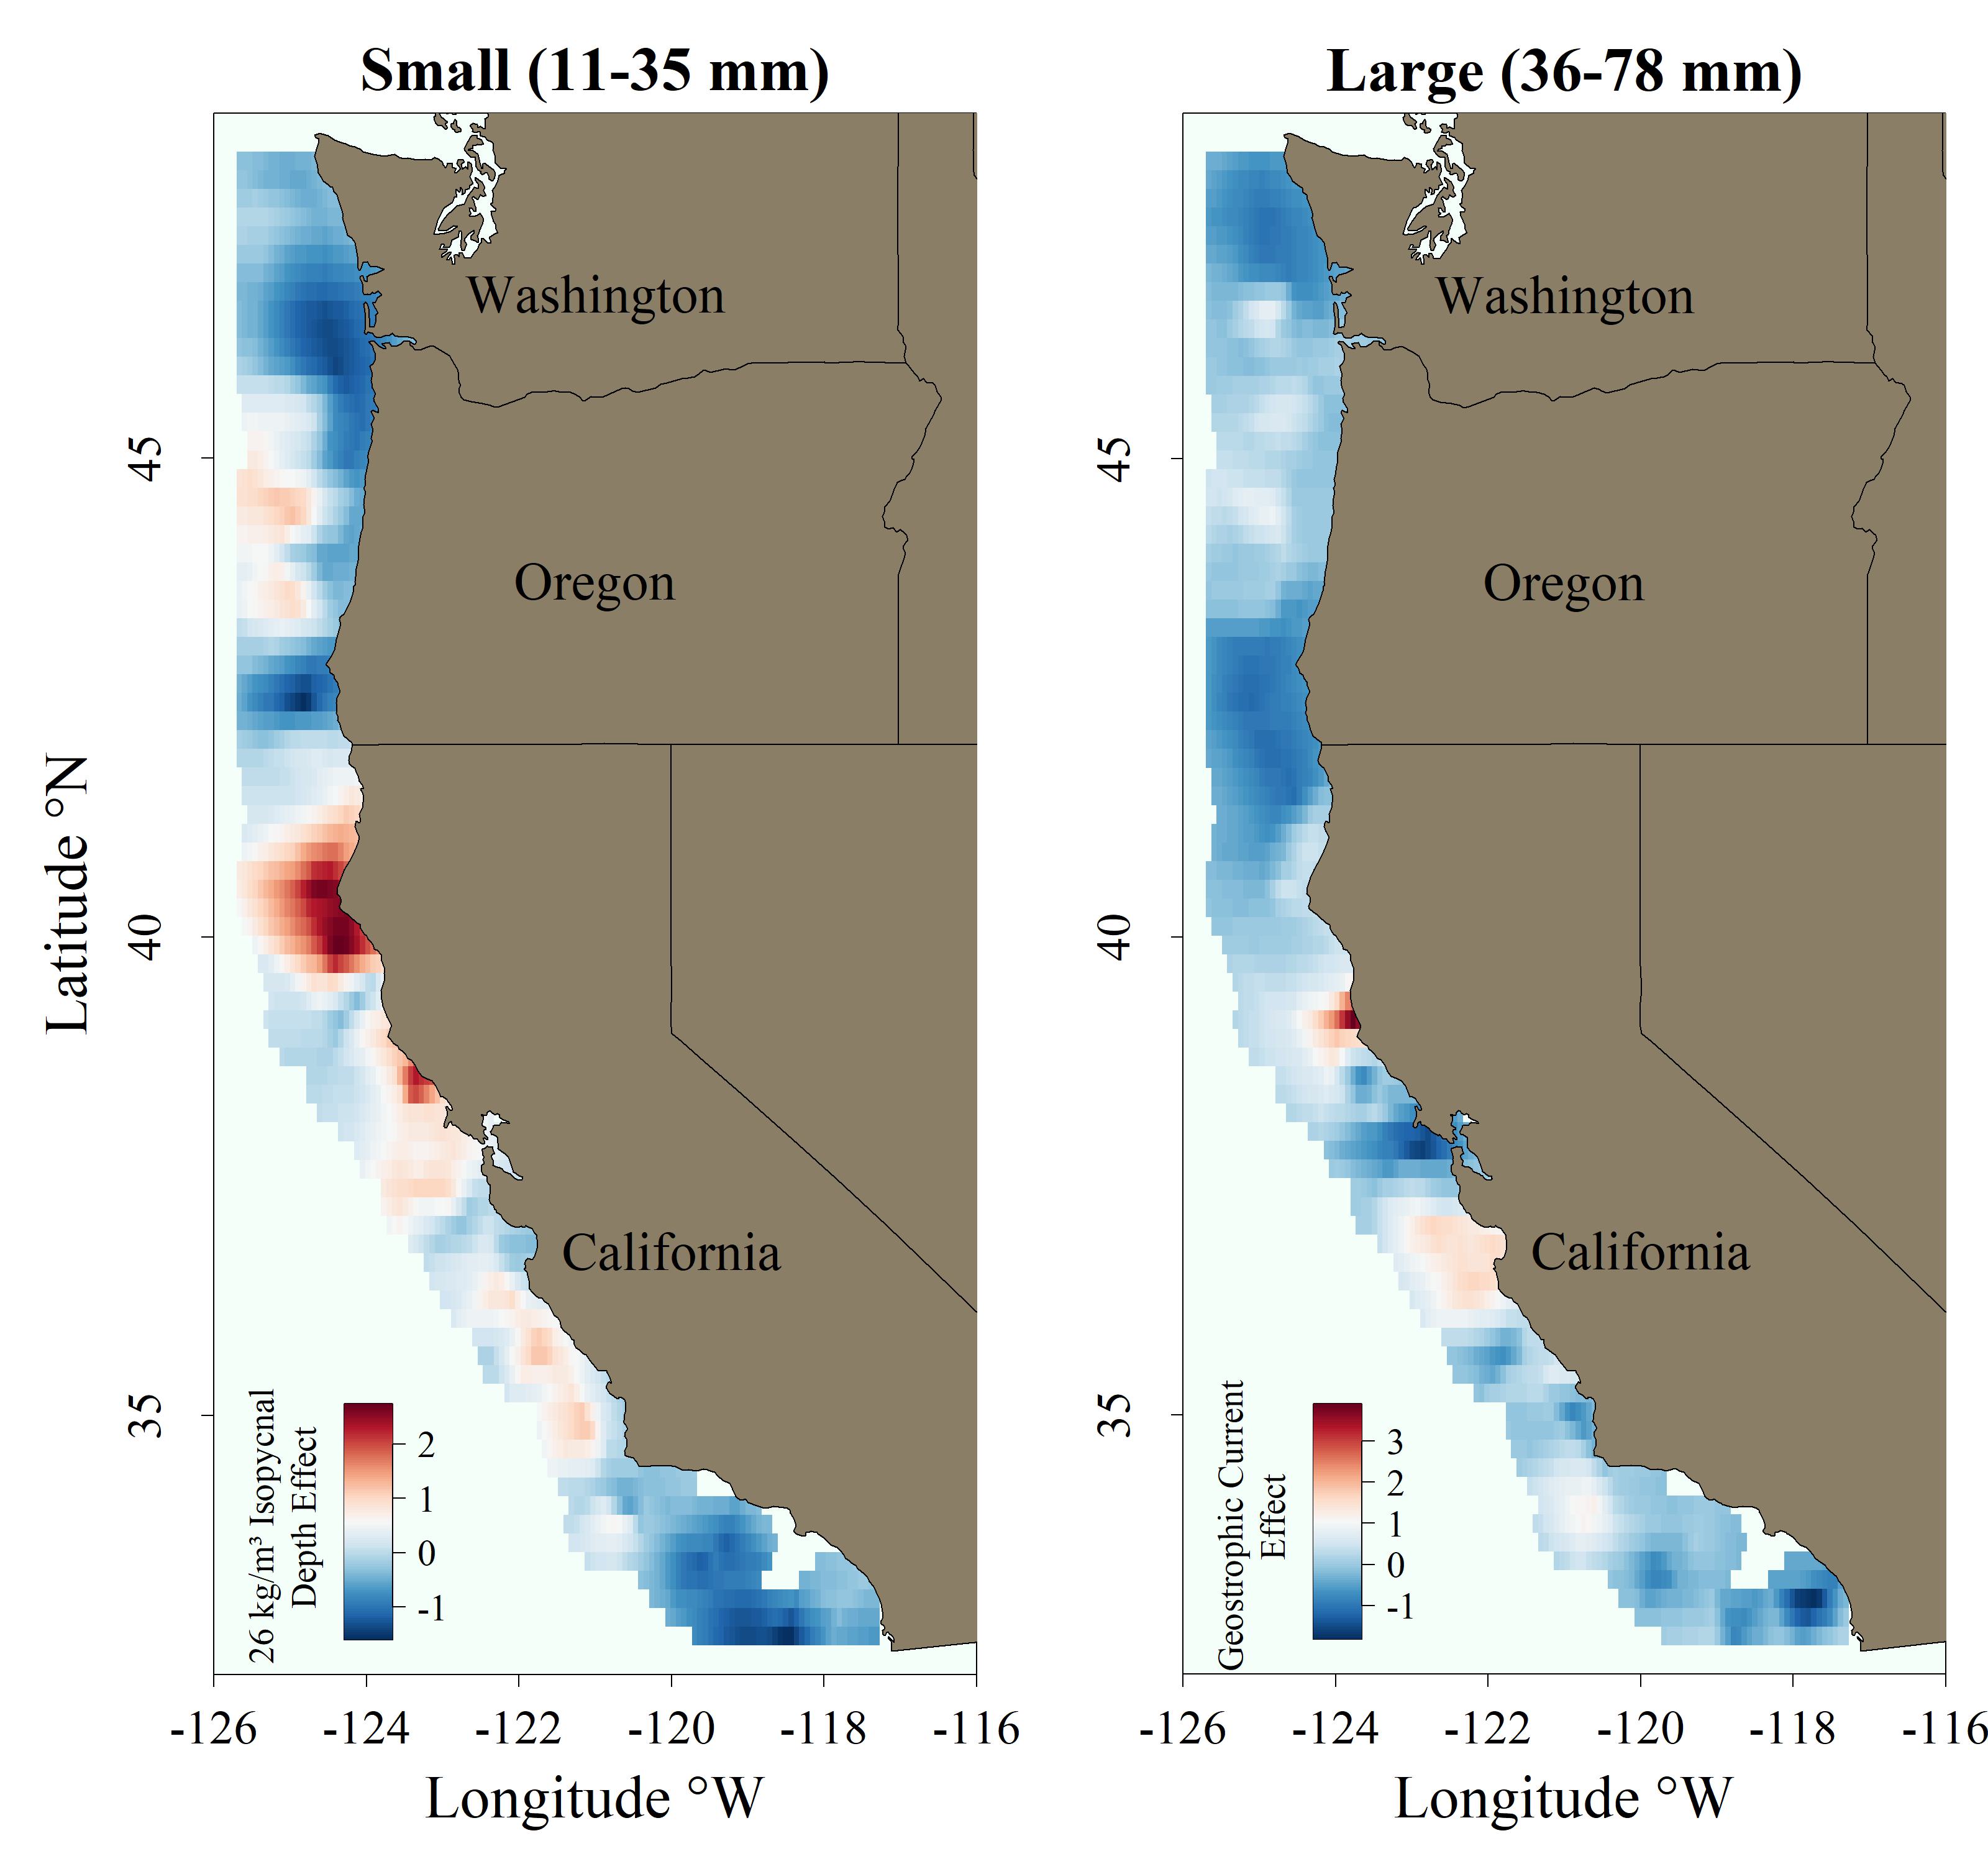 Small (11-35 mm)
Large (36-78 mm)
Washington
Oregon
California
Washington
Oregon
California
Latitude °N
45
40
35
45
40
35
26 kg/m³ Isopycnal
Depth Effect
2
1
0
-1
Geostrophic Current
Effect
3
2
1
0
-1
-126 -124 -122 -120 -118 -116
-126 -124 -122 -120 -118 -116
Longitude °W
Longitude °W